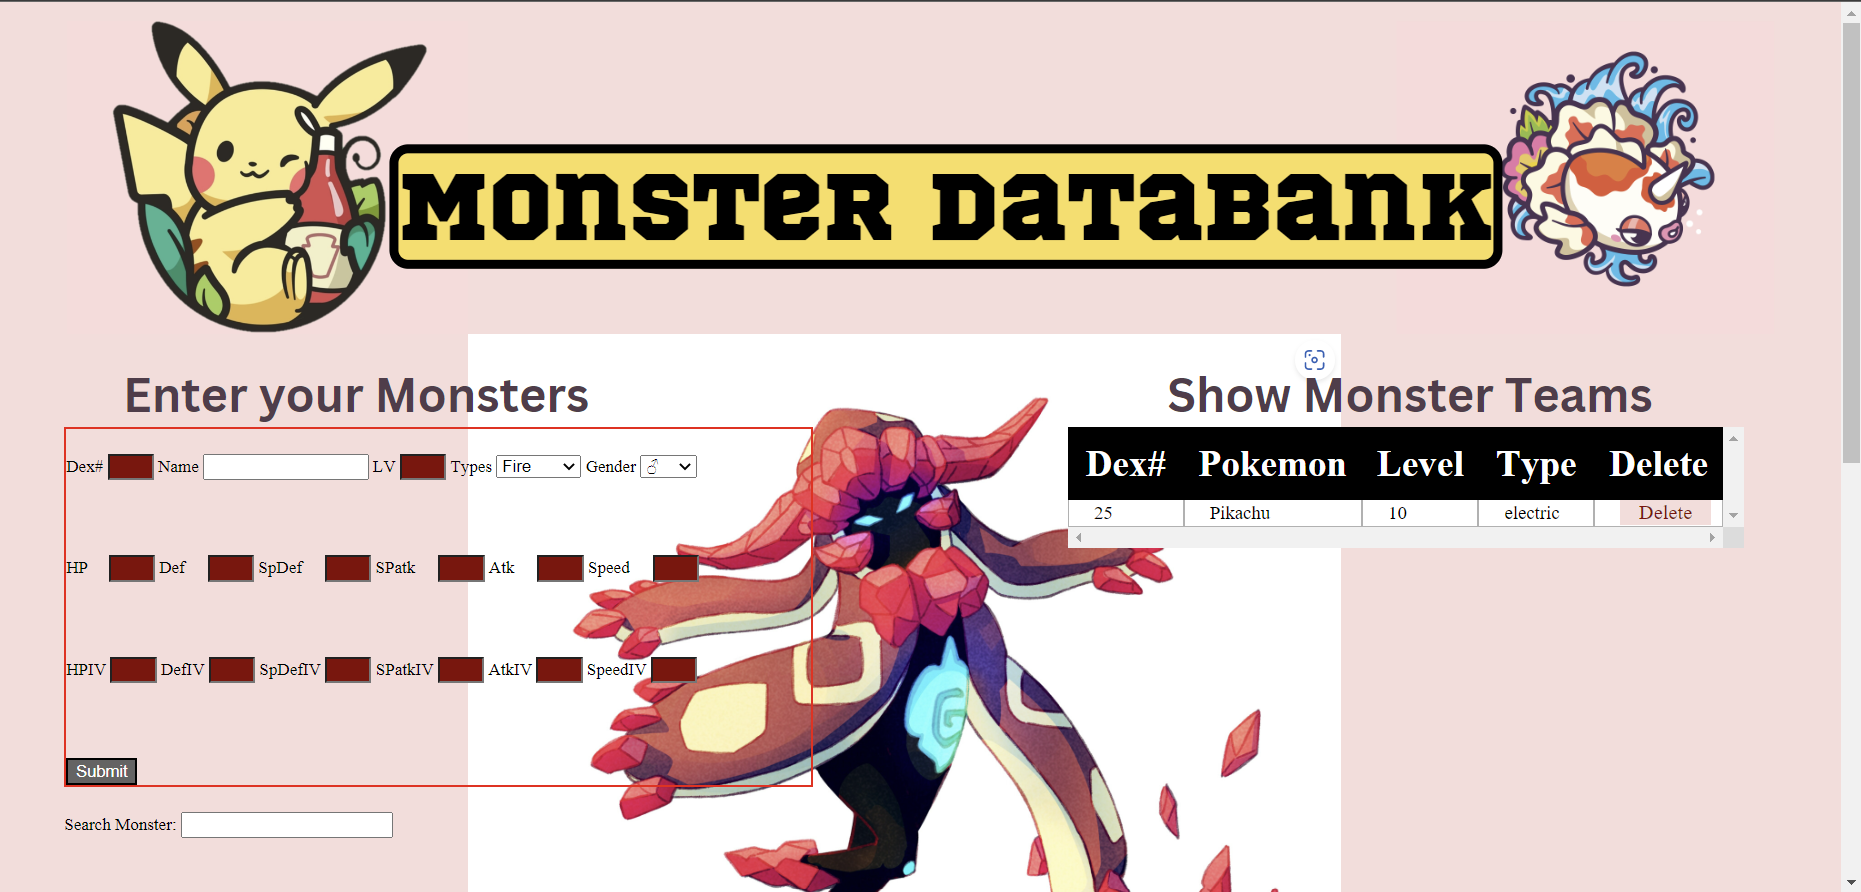 MONSTER DATABANK
Enter your Monsters
Show Monster Teams
Dex# Name LV Types Fire Gender ♂
HP Def SpDef SPatk Atk Speed
HPIV DefIV SpDefIV SPatkIV AtkIV SpeedIV
Submit
Search Monster:
Dex# Pokemon Level Type Delete
25 Pikachu 10 electric Delete
G